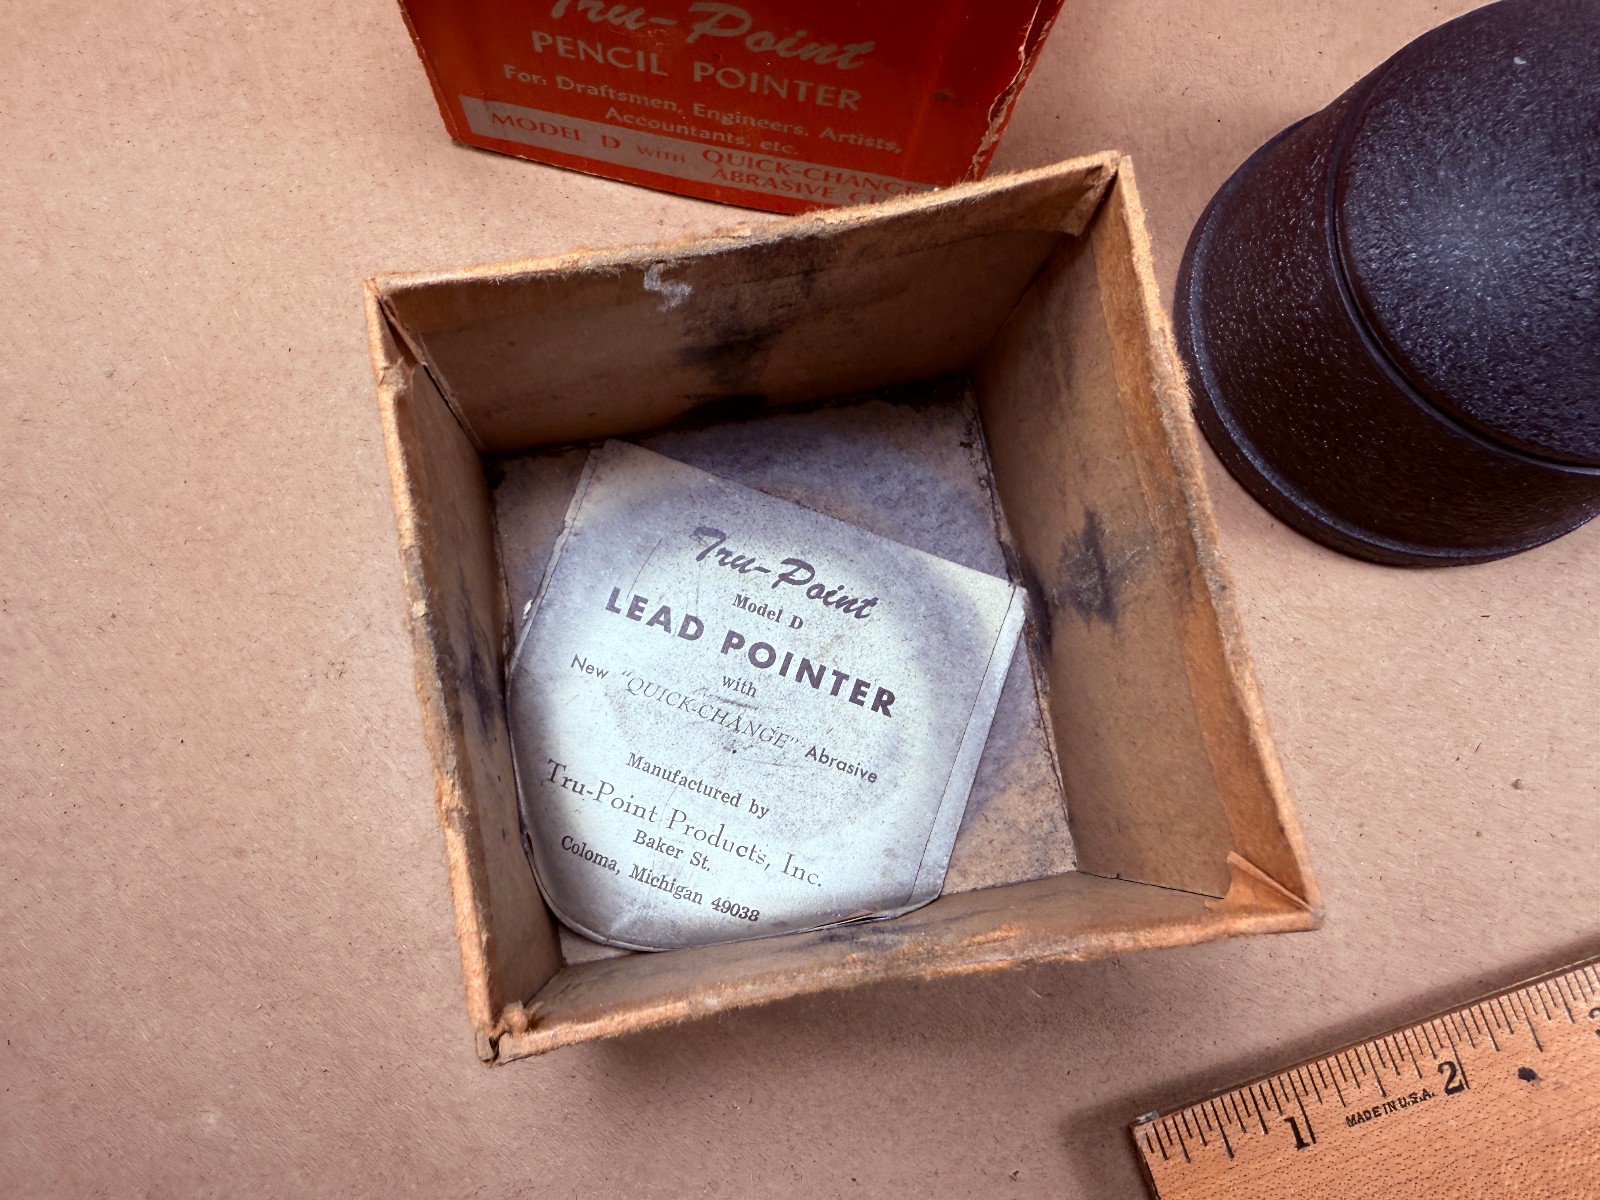 Tru-Point
PENCIL POINTER
For: Draftsmen, Engineers, Artists,
Accountants, etc.
MODEL D WITH QUICK-CHANGE
ABRASIVE
Tru-Point
Model D
LEAD POINTER
with
New "QUICK-CHANGE" Abrasive
Manufactured by
Tru-Point Products, Inc.
Baker St.
Coloma, Michigan 49038
1
MADE IN U.S.A.
2